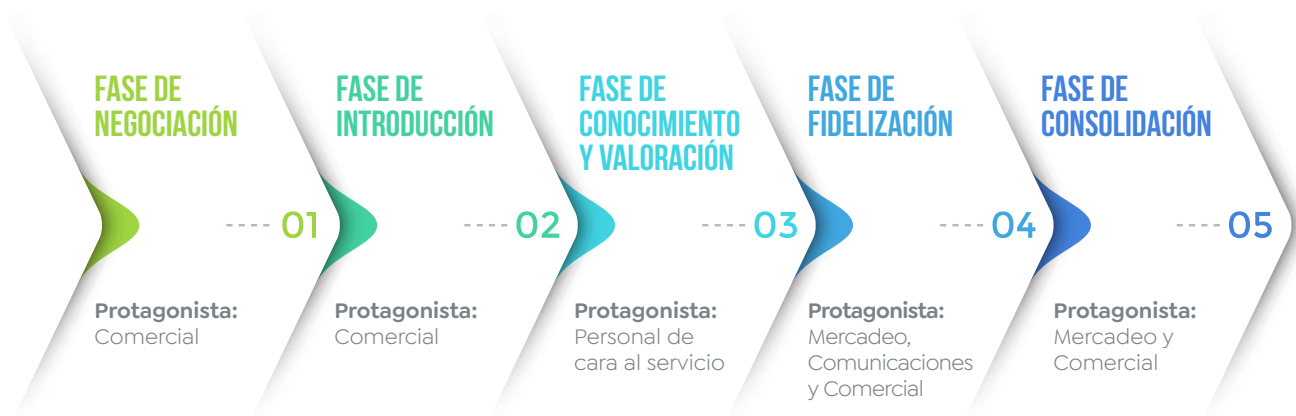 FASE DE
NEGOCIACIÓN
01
Protagonista:
Comercial
FASE DE
INTRODUCCIÓN
02
Protagonista:
Comercial
FASE DE
CONOCIMIENTO
Y VALORACIÓN
03
Protagonista:
Personal de
cara al servicio
FASE DE
FIDELIZACIÓN
04
Protagonista:
Mercadeo,
Comunicaciones
y Comercial
FASE DE
CONSOLIDACIÓN
05
Protagonista:
Mercadeo y
Comercial